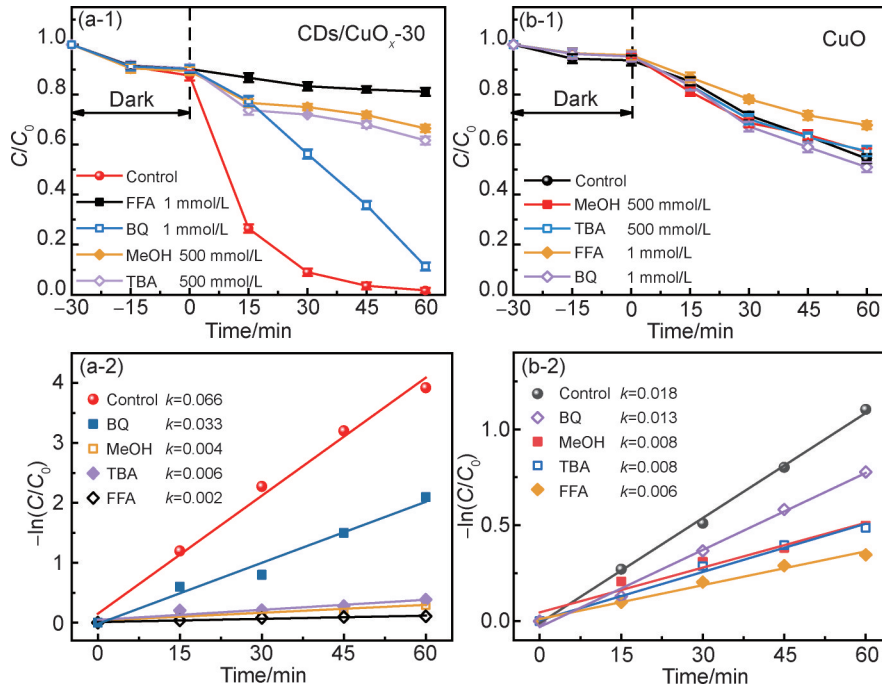 (a-1)
CDs/CuOₓ-30
Dark
Control
FFA 1 mmol/L
BQ 1 mmol/L
MeOH 500 mmol/L
TBA 500 mmol/L
C/C₀
1.0
0.8
0.6
0.4
0.2
0.0
−30 −15 0 15 30 45 60
Time/min
(b-1)
CuO
Dark
Control
MeOH 500 mmol/L
TBA 500 mmol/L
FFA 1 mmol/L
BQ 1 mmol/L
C/C₀
1.0
0.8
0.6
0.4
0.2
0.0
−30 −15 0 15 30 45 60
Time/min
(a-2)
Control k=0.066
BQ k=0.033
MeOH k=0.004
TBA k=0.006
FFA k=0.002
−ln(C/C₀)
4
3
2
1
0
0 15 30 45 60
Time/min
(b-2)
Control k=0.018
BQ k=0.013
MeOH k=0.008
TBA k=0.008
FFA k=0.006
−ln(C/C₀)
1.0
0.5
0.0
0 15 30 45 60
Time/min